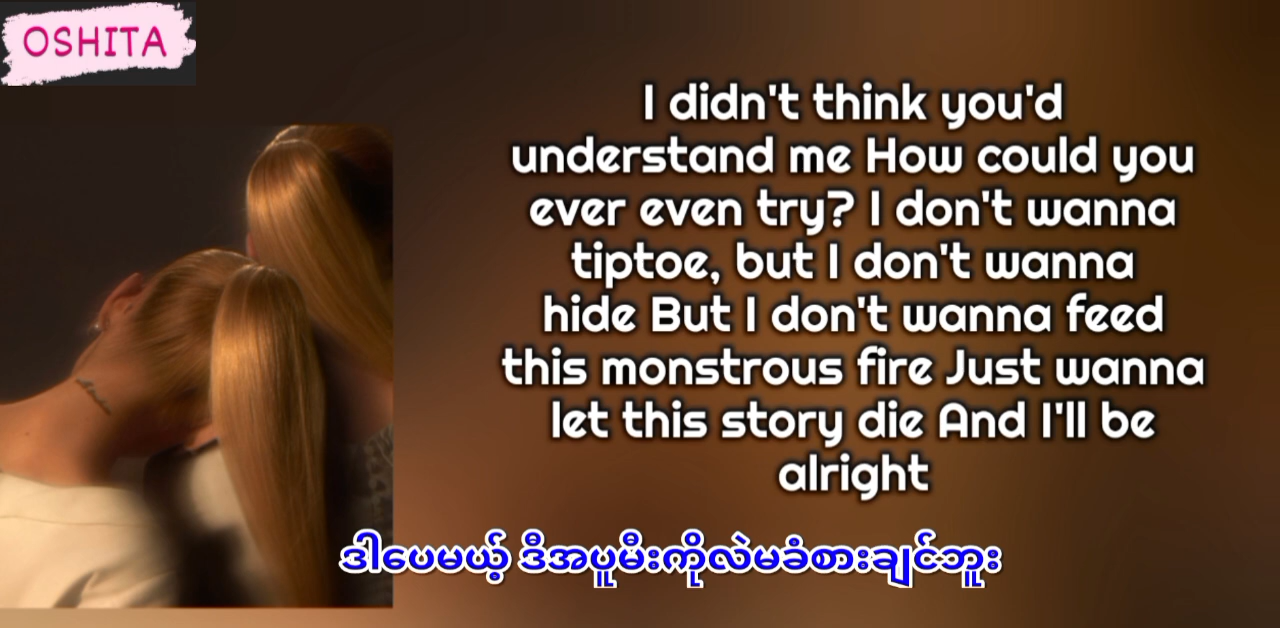 OSHITA
I didn't think you'd
understand me How could you
ever even try? I don't wanna
tiptoe, but I don't wanna
hide But I don't wanna feed
this monstrous fire Just wanna
let this story die And I'll be
alright
ဒါပေမယ့် ဒီအပူမီးကိုလဲမခံစားချင်ဘူး